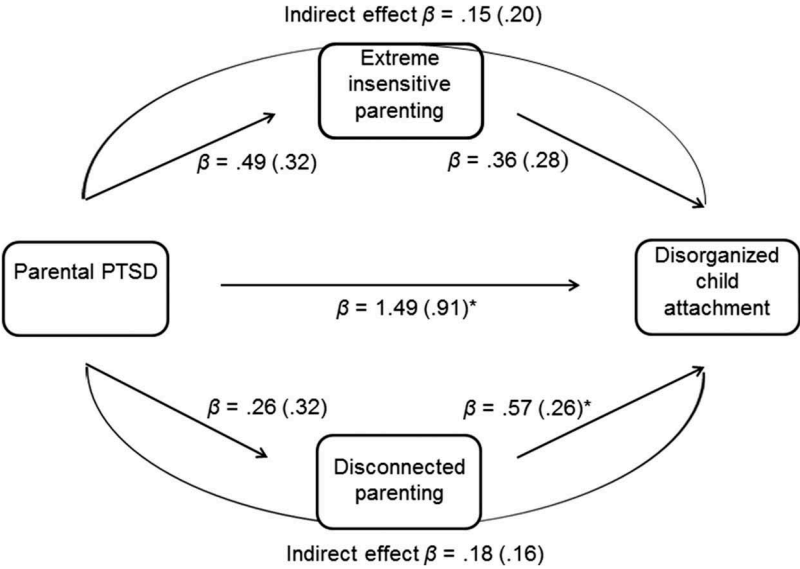 Indirect effect β = .15 (.20)
Extreme
insensitive
parenting
β = .49 (.32)
β = .36 (.28)
Parental PTSD
Disorganized
child
attachment
β = 1.49 (.91)*
β = .26 (.32)
β = .57 (.26)*
Disconnected
parenting
Indirect effect β = .18 (.16)